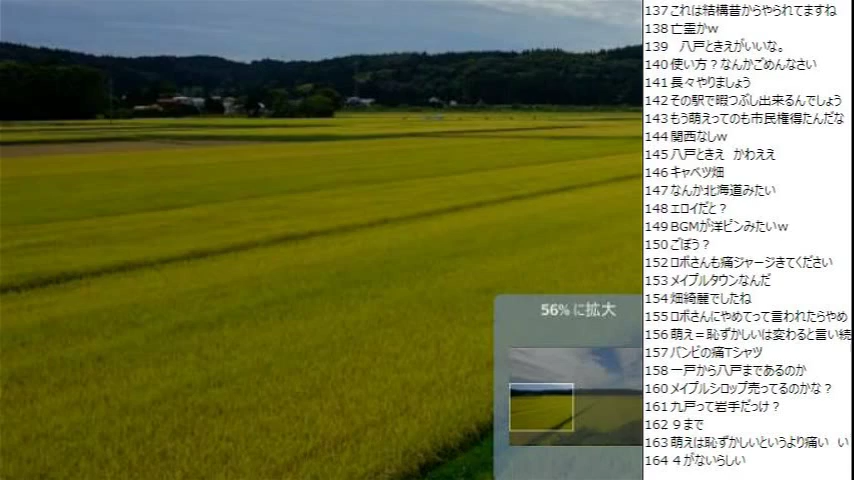 137 これは結構昔からやられてますね
138 亡霊かw
139　八戸ときえがいいな。
140 使い方？なんかごめんなさい
141 長々やりましょう
142 その駅で暇つぶし出来るんでしょう
143 もう萌えってのも市民権得たんだな
144 関西なしw
145 八戸ときえ　かわええ
146 キャベツ畑
147 なんか北海道みたい
148 エロイだと？
149 BGMが洋ピンみたいw
150 ごぼう？
152 ロボさんも痛ジャージきてください
153 メイプルタウンなんだ
154 畑綺麗でしたね
155 ロボさんにやめてって言われたらやめ
156 萌え＝恥ずかしいは変わると言い続
157 バンビの痛Tシャツ
158 一戸から八戸まであるのか
160 メイプルシロップ売ってるのかな？
161 九戸って岩手だっけ？
162 ９まで
163 萌えは恥ずかしいというより痛い　い
164 ４がないらしい
56% に拡大